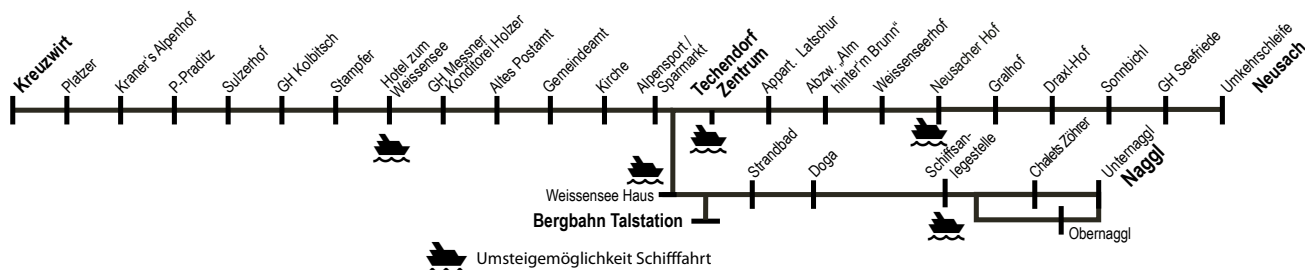 Kreuzwirt
Platzer
Kraner's Alpenhof
P-Praditz
Sulzerhof
GH Kolbitsch
Stampfer
Hotel zum
Weissensee
GH Messner
Konditorei Holzer
Altes Postamt
Gemeindeamt
Kirche
Alpensport /
Sparmarkt
Techendorf
Zentrum
Appart. Latschur
Abzw. „Alm
hinter'm Brunn“
Weissenseerhof
Neusacher Hof
Gralhof
Draxl-Hof
Sonnbichl
GH Seefriede
Umkehrschleife
Neusach
Weissensee Haus
Bergbahn Talstation
Strandbad
Doga
Schiffsan-
legestelle
Chalets Zöhrer
Unternaggl
Naggl
Obernaggl
Umsteigemöglichkeit Schifffahrt